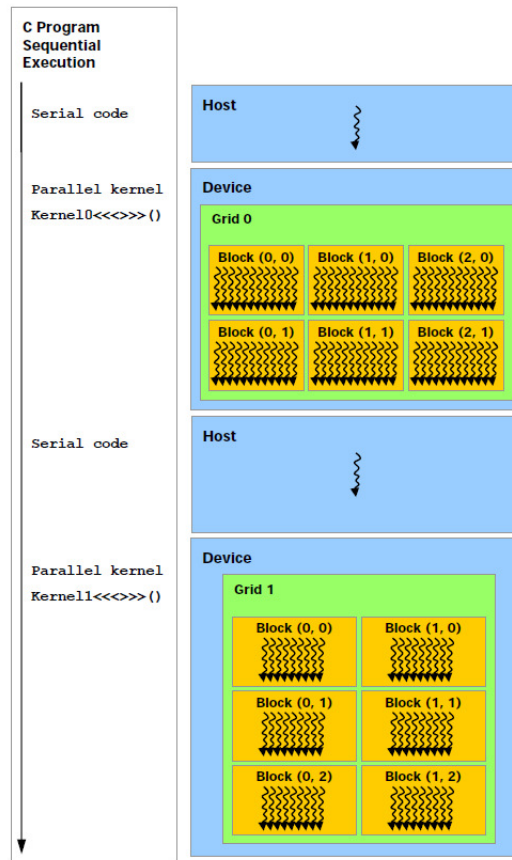 C Program
Sequential
Execution
Serial code
Host
Parallel kernel
Kernel0<<<>>>()
Device
Grid 0
Block (0, 0)
Block (1, 0)
Block (2, 0)
Block (0, 1)
Block (1, 1)
Block (2, 1)
Serial code
Host
Parallel kernel
Kernel1<<<>>>()
Device
Grid 1
Block (0, 0)
Block (1, 0)
Block (0, 1)
Block (1, 1)
Block (0, 2)
Block (1, 2)